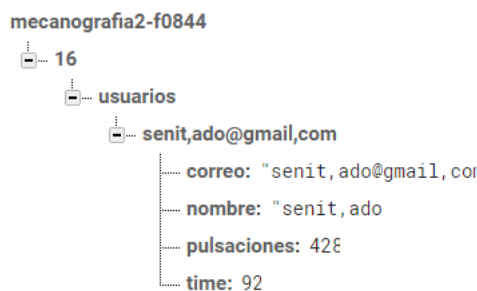 mecanografia2-f0844
16
usuarios
senit,ado@gmail,com
correo: "senit,ado@gmail,con
nombre: "senit,ado
pulsaciones: 428
time: 92